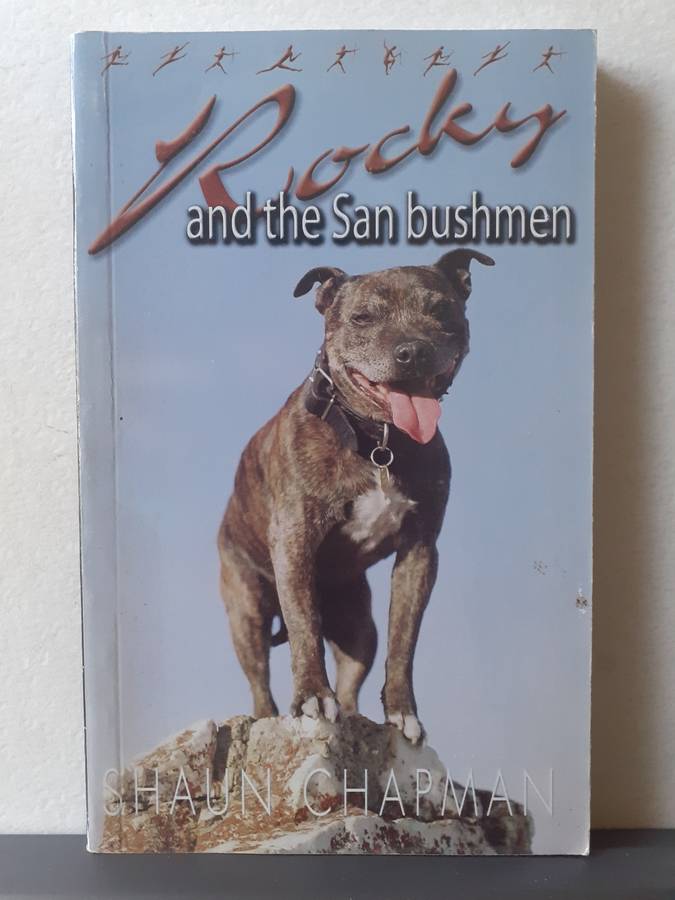 Rocky
and the San bushmen
SHAUN CHAPMAN